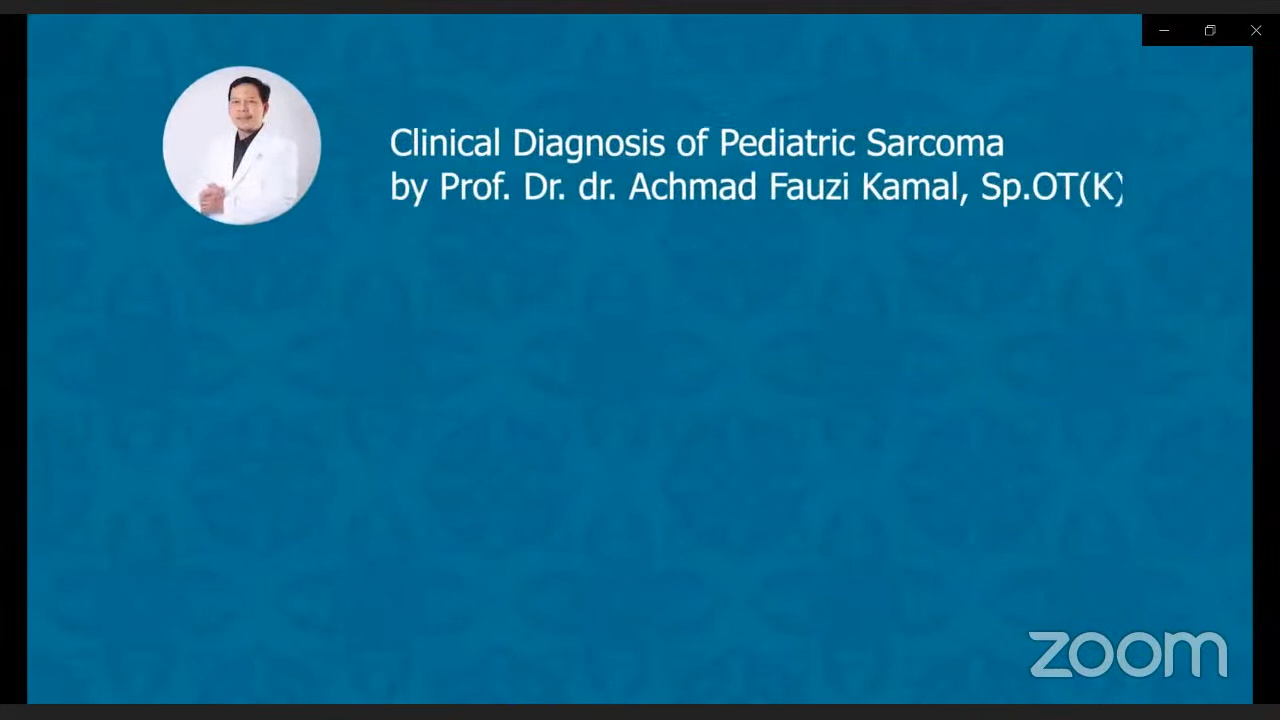 Clinical Diagnosis of Pediatric Sarcoma
by Prof. Dr. dr. Achmad Fauzi Kamal, Sp.OT(K)
zoom